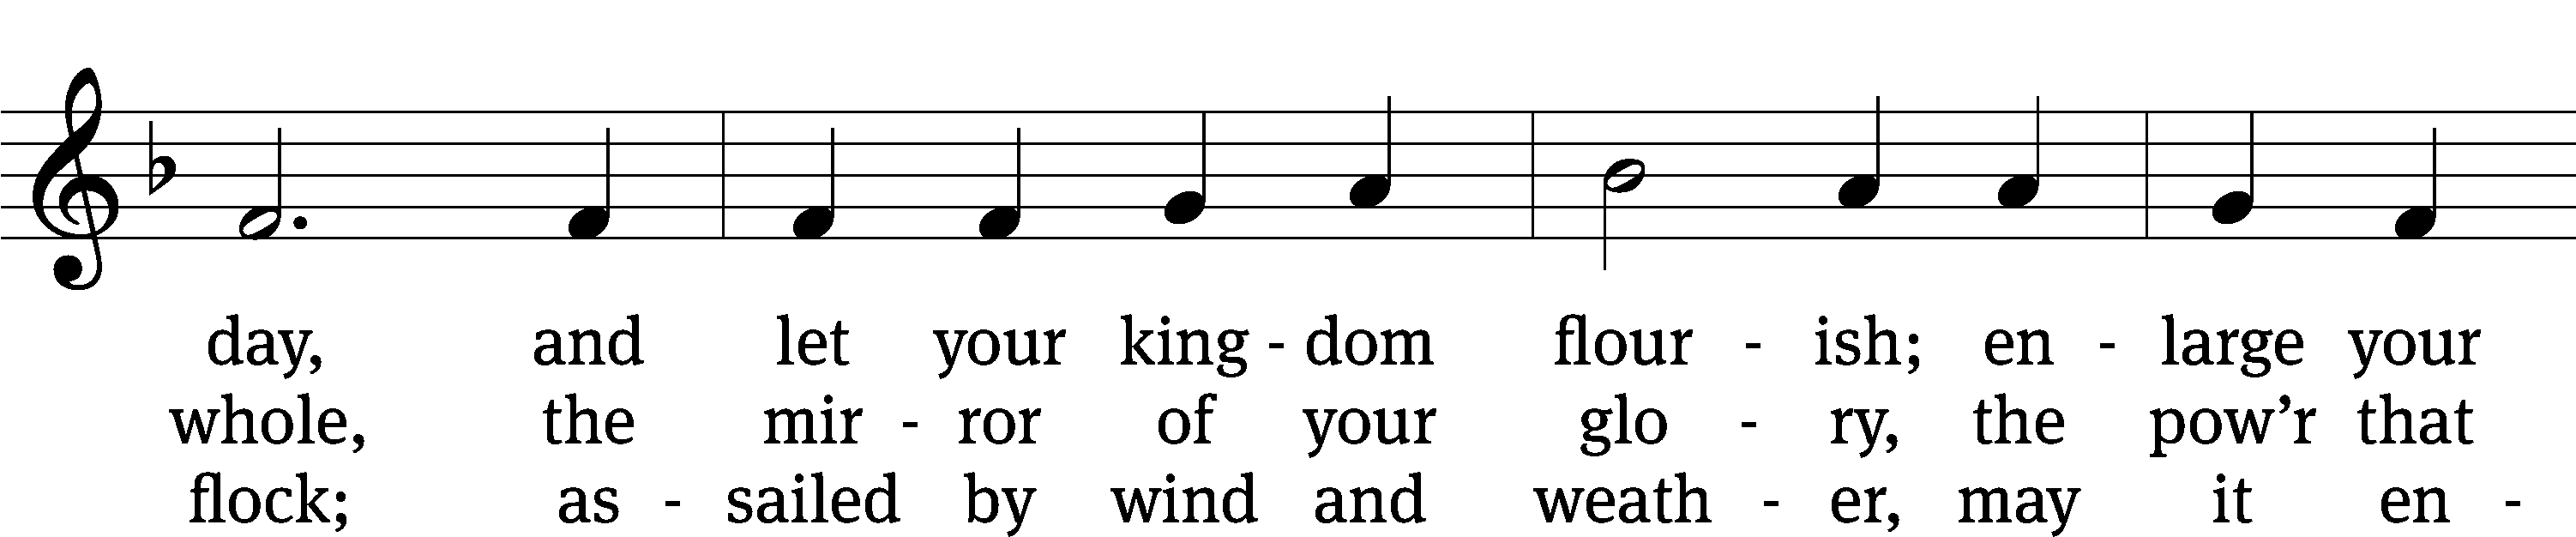 day, and let your king - dom flour - ish; en - large your
whole, the mir - ror of your glo - ry, the pow’r that
flock; as - sailed by wind and weath - er, may it en -